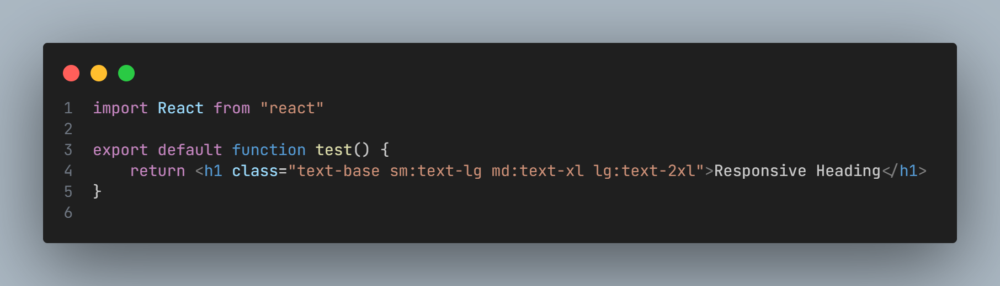 1 import React from "react"
2
3 export default function test() {
4     return <h1 class="text-base sm:text-lg md:text-xl lg:text-2xl">Responsive Heading</h1>
5 }
6